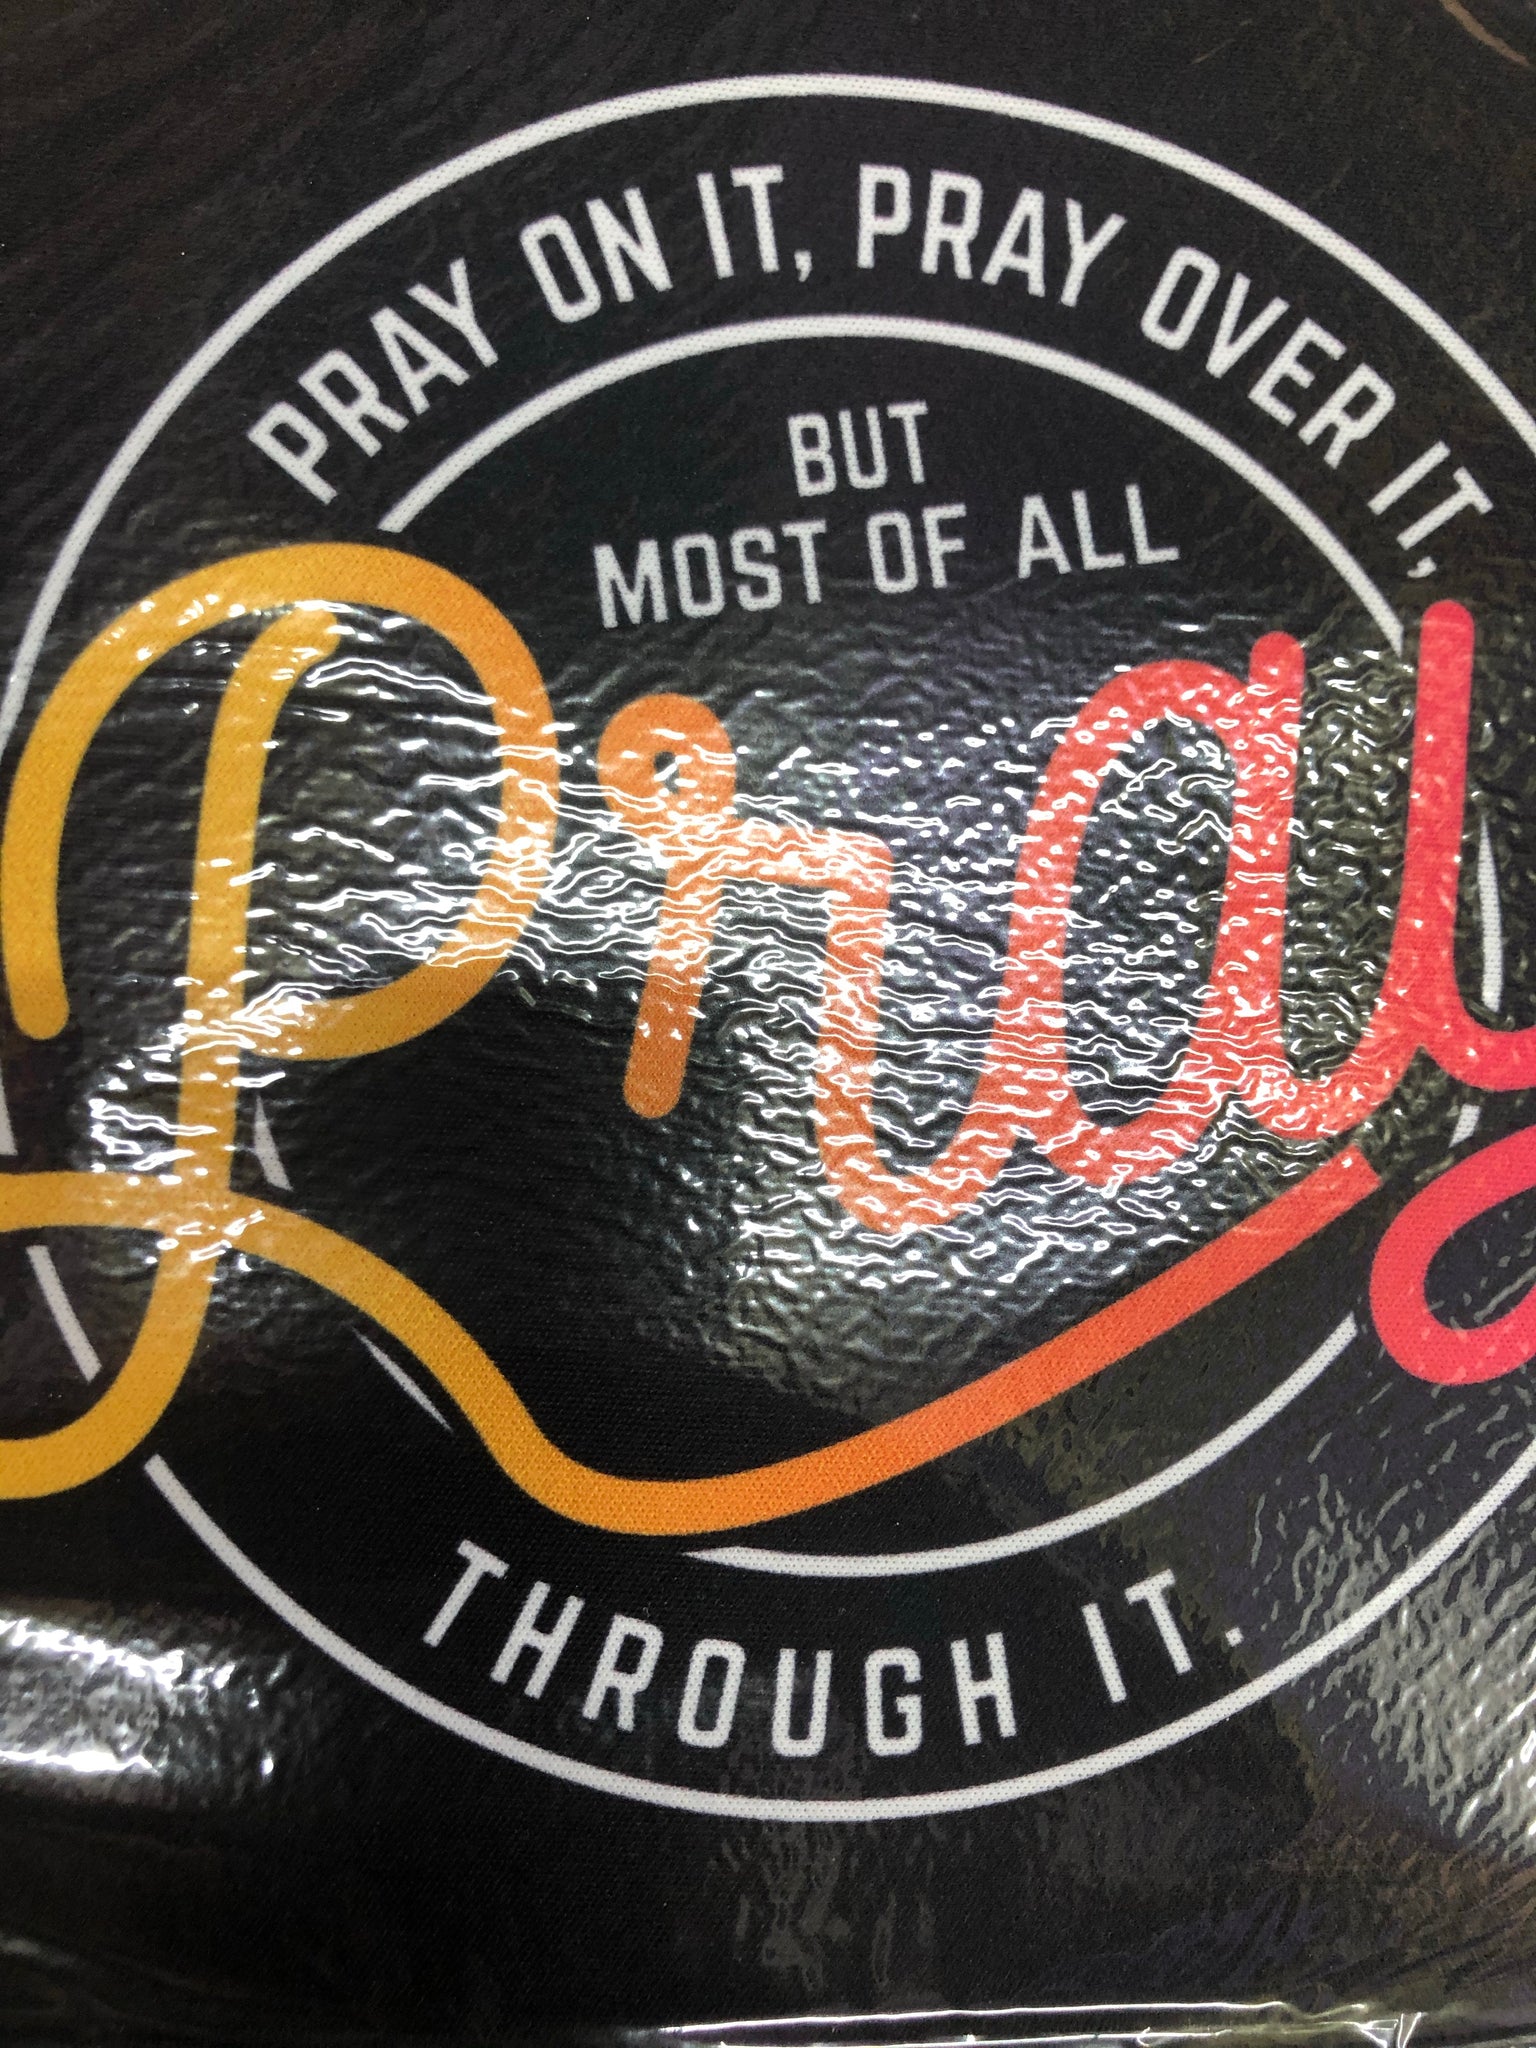 PRAY ON IT, PRAY OVER IT,
BUT
MOST OF ALL
Pray
THROUGH IT.